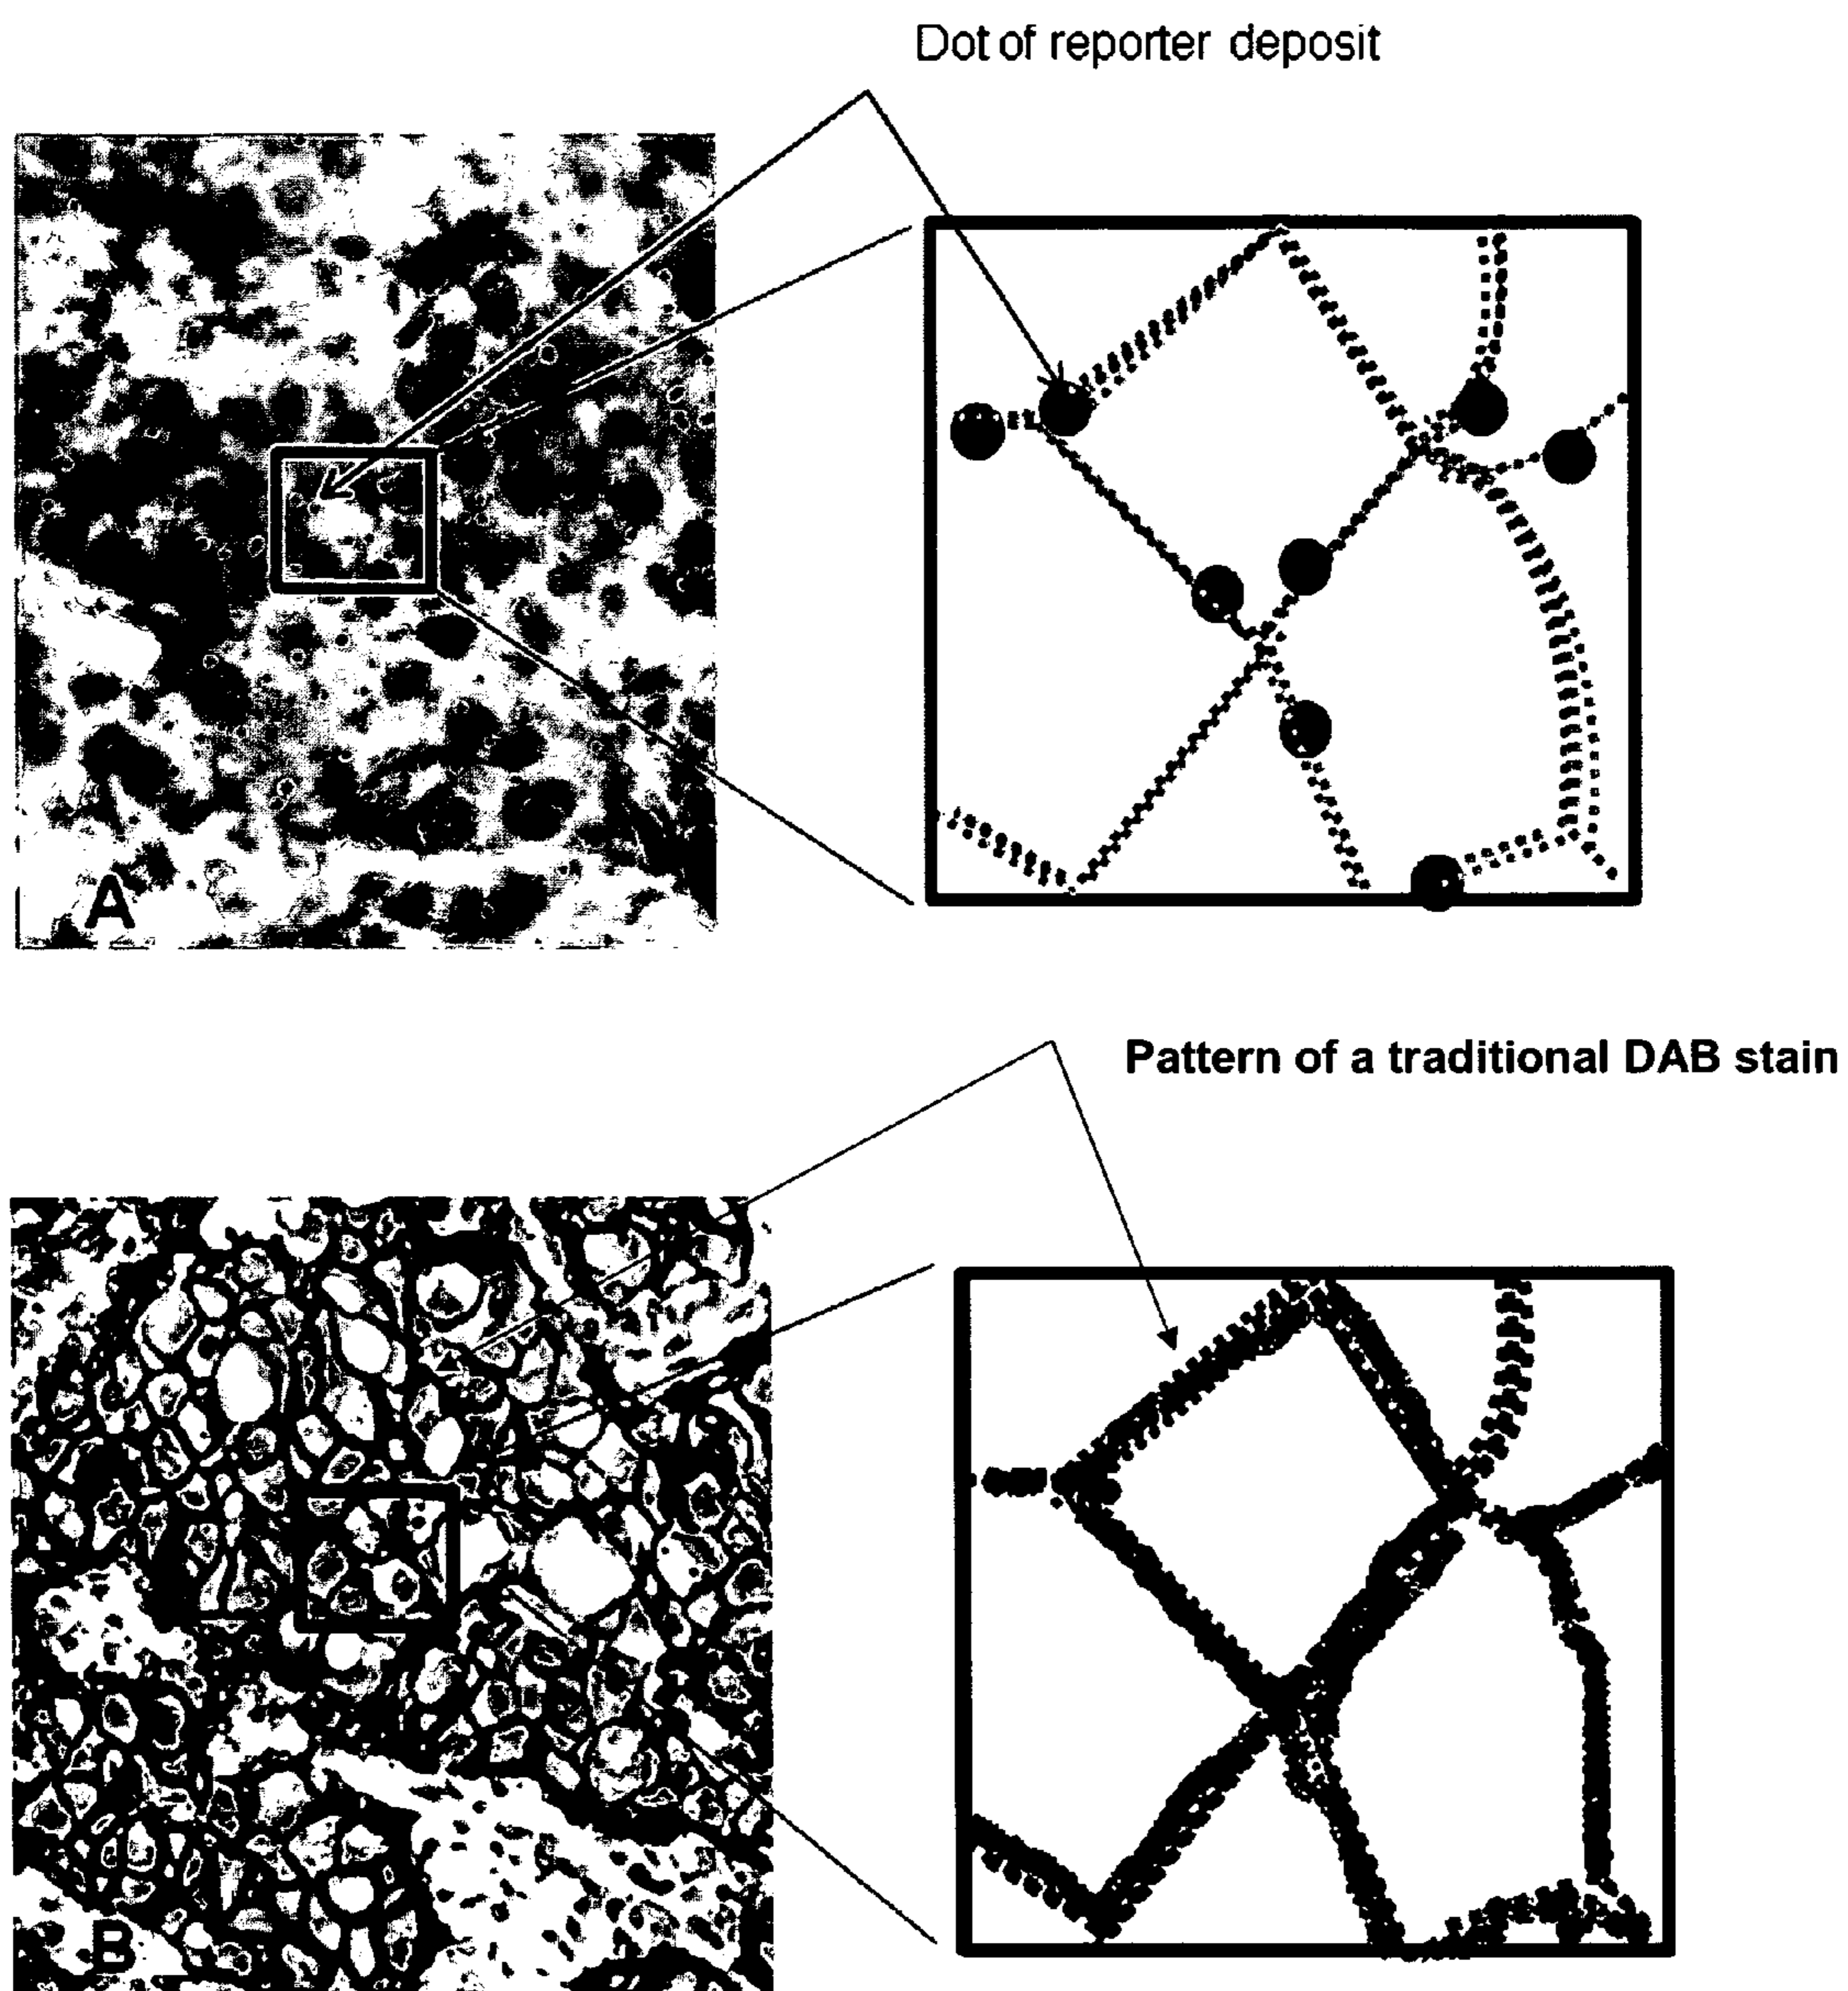 Dot of reporter deposit
A
Pattern of a traditional DAB stain
B